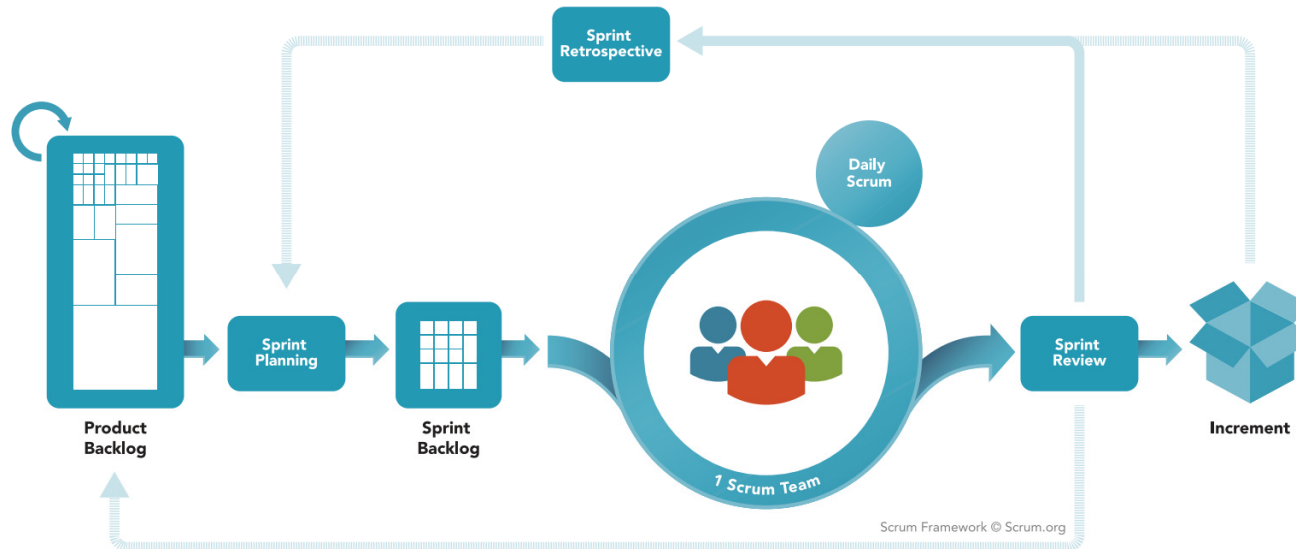 Sprint
Retrospective
Daily
Scrum
Sprint
Planning
Sprint
Review
Product
Backlog
Sprint
Backlog
Increment
1 Scrum Team
Scrum Framework © Scrum.org